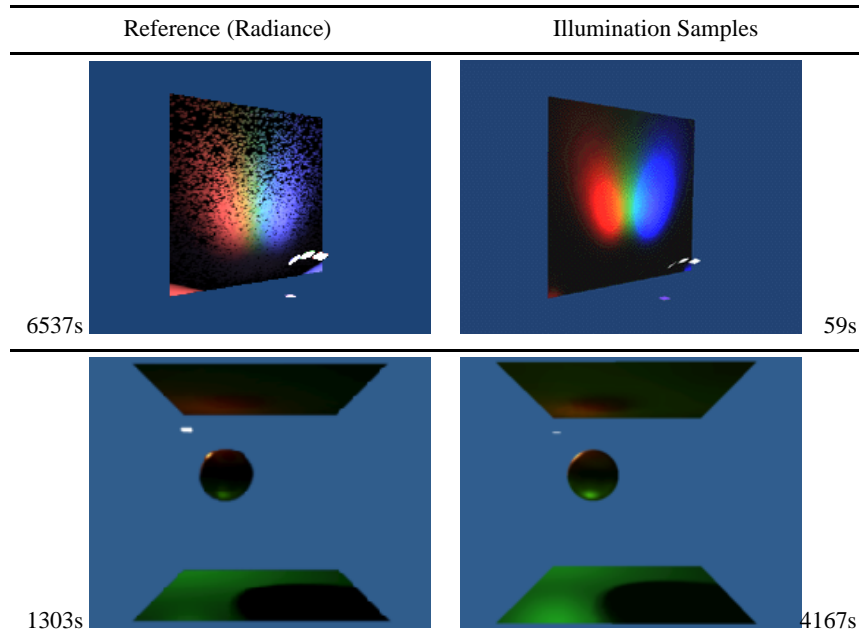 Reference (Radiance)
Illumination Samples
6537s
59s
1303s
4167s